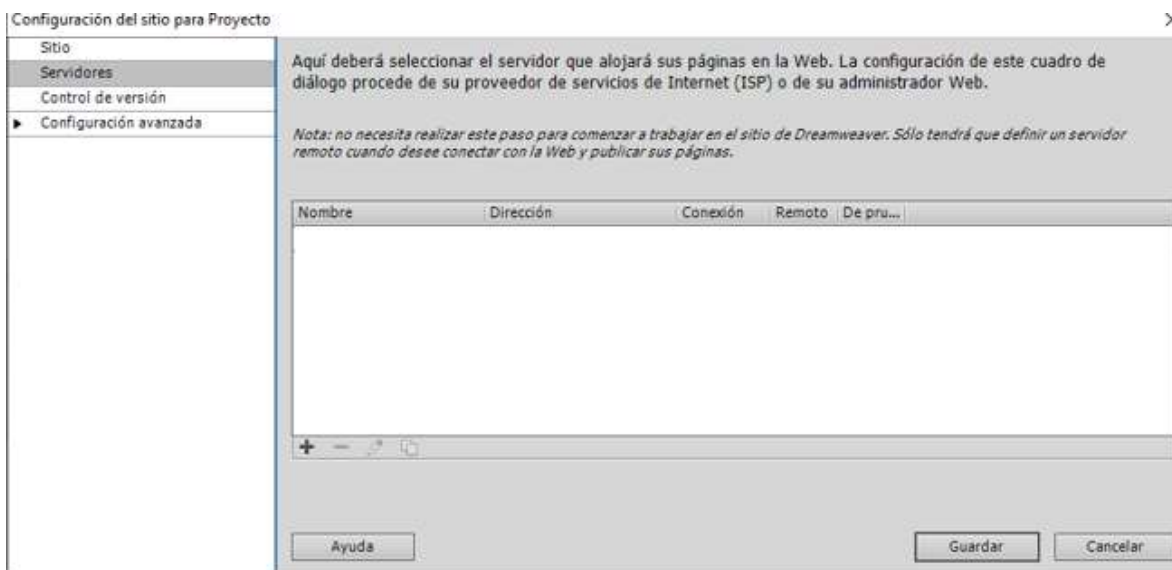 Configuración del sitio para Proyecto
Sitio
Servidores
Control de versión
Configuración avanzada
Aquí deberá seleccionar el servidor que alojará sus páginas en la Web. La configuración de este cuadro de
diálogo procede de su proveedor de servicios de Internet (ISP) o de su administrador Web.
Nota: no necesita realizar este paso para comenzar a trabajar en el sitio de Dreamweaver. Sólo tendrá que definir un servidor
remoto cuando desee conectar con la Web y publicar sus páginas.
Nombre Dirección Conexión Remoto De pru...
Ayuda Guardar Cancelar